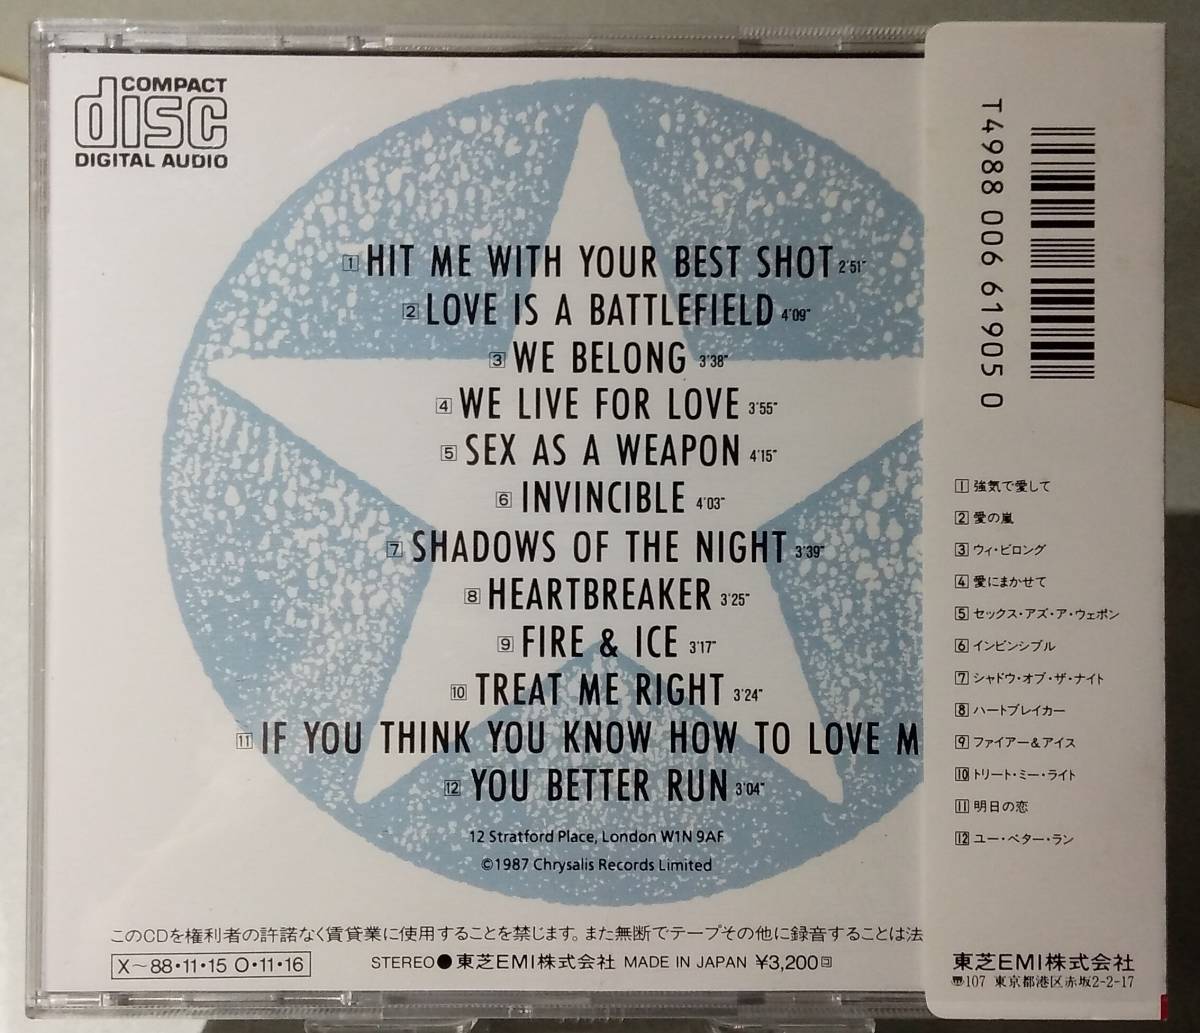 COMPACT
disc
DIGITAL AUDIO
1 HIT ME WITH YOUR BEST SHOT 2'51"
2 LOVE IS A BATTLEFIELD 4'09"
3 WE BELONG 3'38"
4 WE LIVE FOR LOVE 3'55"
5 SEX AS A WEAPON 4'15"
6 INVINCIBLE 4'03"
7 SHADOWS OF THE NIGHT 3'39"
8 HEARTBREAKER 3'25"
9 FIRE & ICE 3'17"
10 TREAT ME RIGHT 3'24"
11 IF YOU THINK YOU KNOW HOW TO LOVE M
12 YOU BETTER RUN 3'04"
12 Stratford Place, London W1N 9AF
©1987 Chrysalis Records Limited
このCDを権利者の許諾なく賃貸業に使用することを禁じます。また無断でテープその他に録音することは法
X～88・11・15 O・11・16
STEREO●東芝EMI株式会社 MADE IN JAPAN ¥3,200
T4988 006 61905 0
1 強気で愛して
2 愛の嵐
3 ウィ・ビロング
4 愛にまかせて
5 セックス・アズ・ア・ウェポン
6 インビンシブル
7 シャドウ・オブ・ザ・ナイト
8 ハートブレイカー
9 ファイアー&アイス
10 トリート・ミー・ライト
11 明日の恋
12 ユー・ベター・ラン
東芝EMI株式会社
107 東京都港区赤坂2-2-17